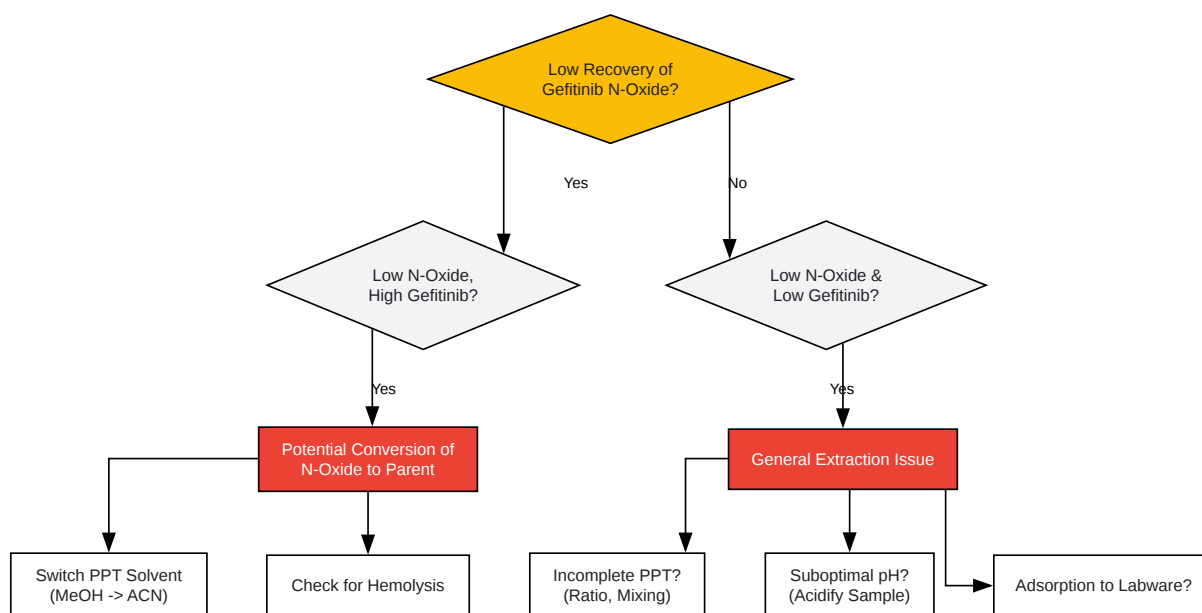 Low Recovery of
Gefitinib N-Oxide?
Yes
No
Low N-Oxide,
High Gefitinib?
Low N-Oxide &
Low Gefitinib?
Yes
Yes
Potential Conversion of
N-Oxide to Parent
General Extraction Issue
Switch PPT Solvent
(MeOH -> ACN)
Check for Hemolysis
Incomplete PPT?
(Ratio, Mixing)
Suboptimal pH?
(Acidify Sample)
Adsorption to Labware?